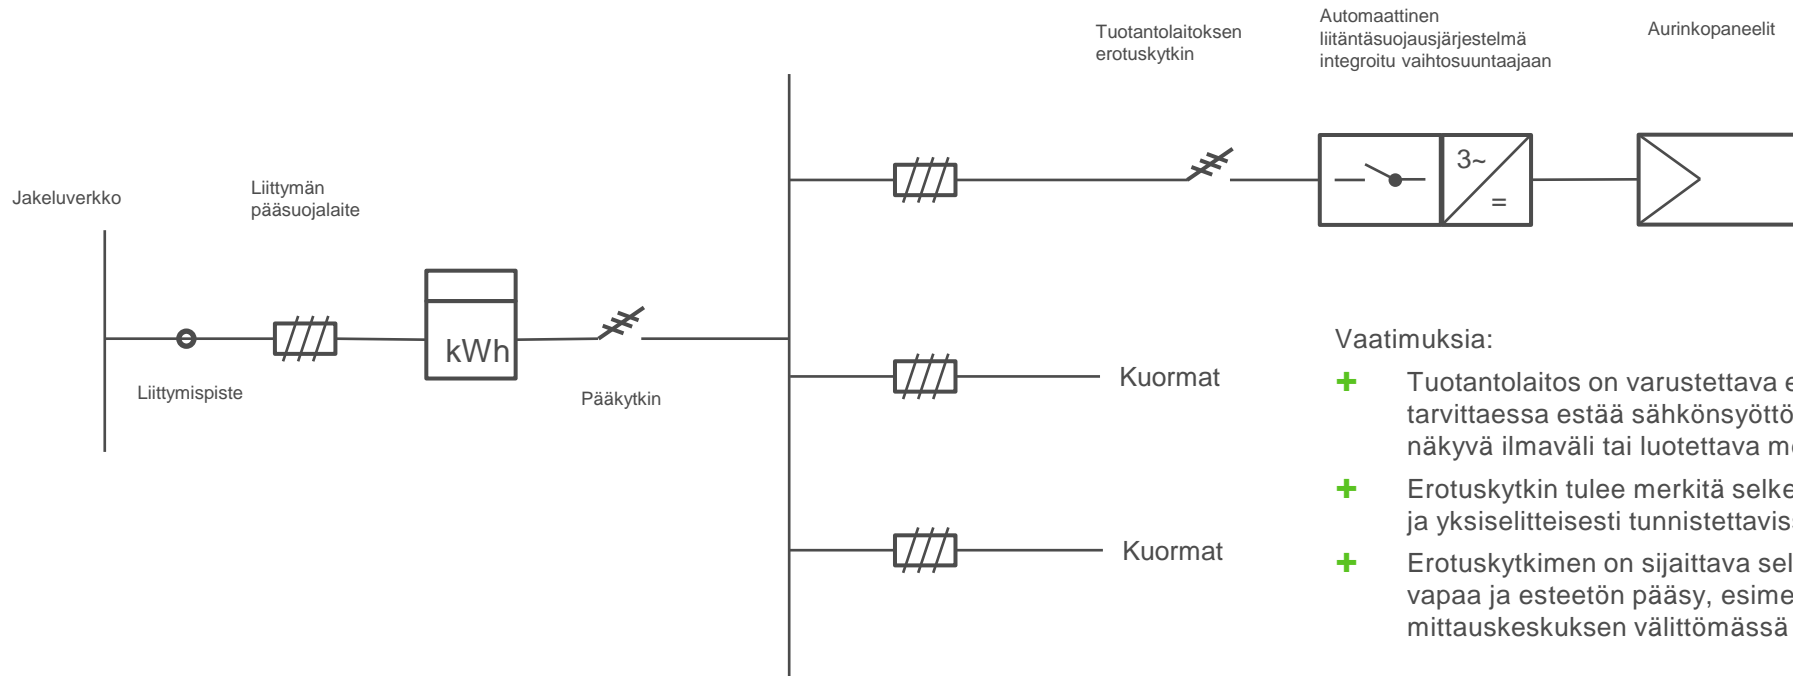 Tuotantolaitoksen
erotuskytkin
Automaattinen
liitäntäsuojausjärjestelmä
integroitu vaihtosuuntaajaan
Aurinkopaneelit
3~
=
Jakeluverkko
Liittymän
pääsuojalaite
kWh
Liittymispiste
Pääkytkin
Kuormat
Kuormat
Vaatimuksia:
Tuotantolaitos on varustettava
tarvittaessa estää sähkönsyöttö
näkyvä ilmaväli tai luotettava
Erotuskytkin tulee merkitä
ja yksiselitteisesti
Erotuskytkimen on sijaittava
vapaa ja esteetön pääsy,
mittauskeskuksen välittömässä